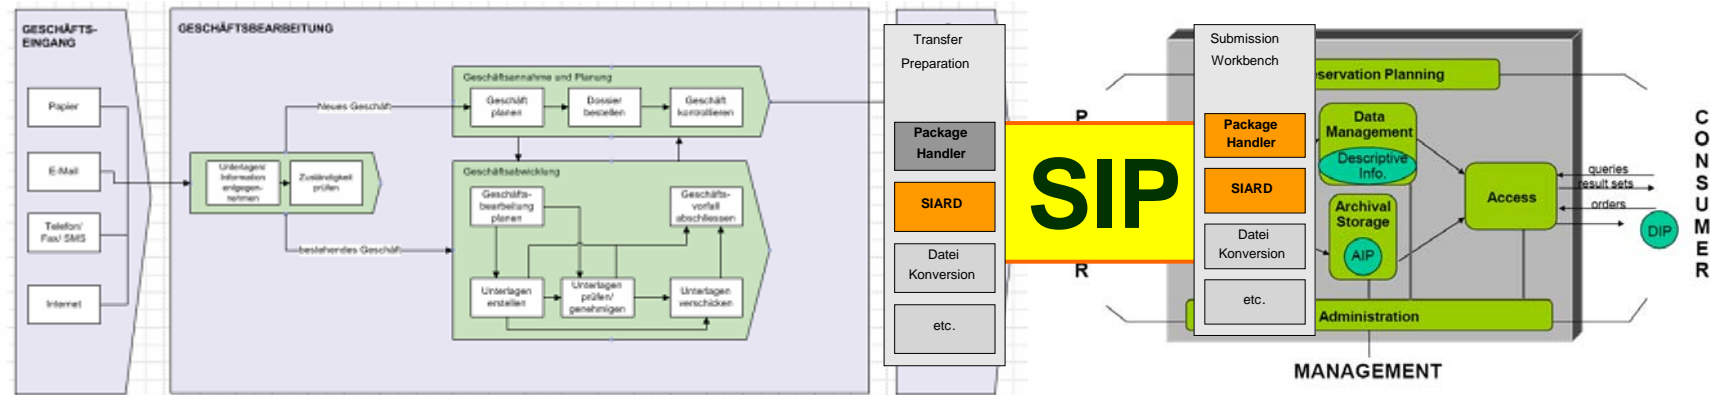 GESCHÄFTS-
EINGANG
Papier
E-Mail
Telefon/
Fax/ SMS
Internet
GESCHÄFTSBEARBEITUNG
Unterlagen/
Information
entgegen-
nehmen
Zuständigkeit
prüfen
Neues Geschäft
bestehendes Geschäft
Geschäftsannahme und Planung
Geschäft
planen
Dossier
bestellen
Geschäft
kontrollieren
Geschäftsabwicklung
Geschäfts-
bearbeitung
planen
Geschäfts-
vorfall
abschliessen
Unterlagen
erstellen
Unterlagen
prüfen/
genehmigen
Unterlagen
verschicken
Transfer
Preparation
Package
Handler
SIARD
Datei
Konversion
etc.
P
R
SIP
Submission
Workbench
Package
Handler
SIARD
Datei
Konversion
etc.
servation Planning
Data
Management
Descriptive
Info.
Archival
Storage
AIP
Access
Administration
MANAGEMENT
queries
result sets
orders
DIP
C
O
N
S
U
M
E
R